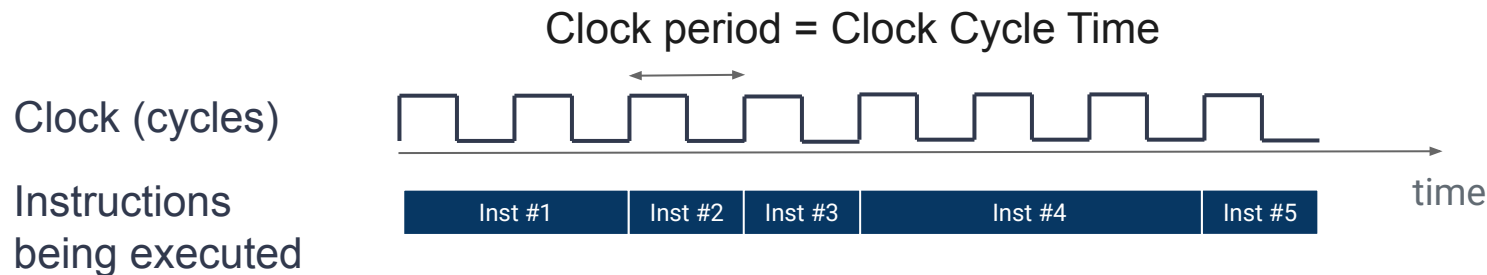 Clock period = Clock Cycle Time
Clock (cycles)
Instructions
being executed
Inst #1
Inst #2
Inst #3
Inst #4
Inst #5
time